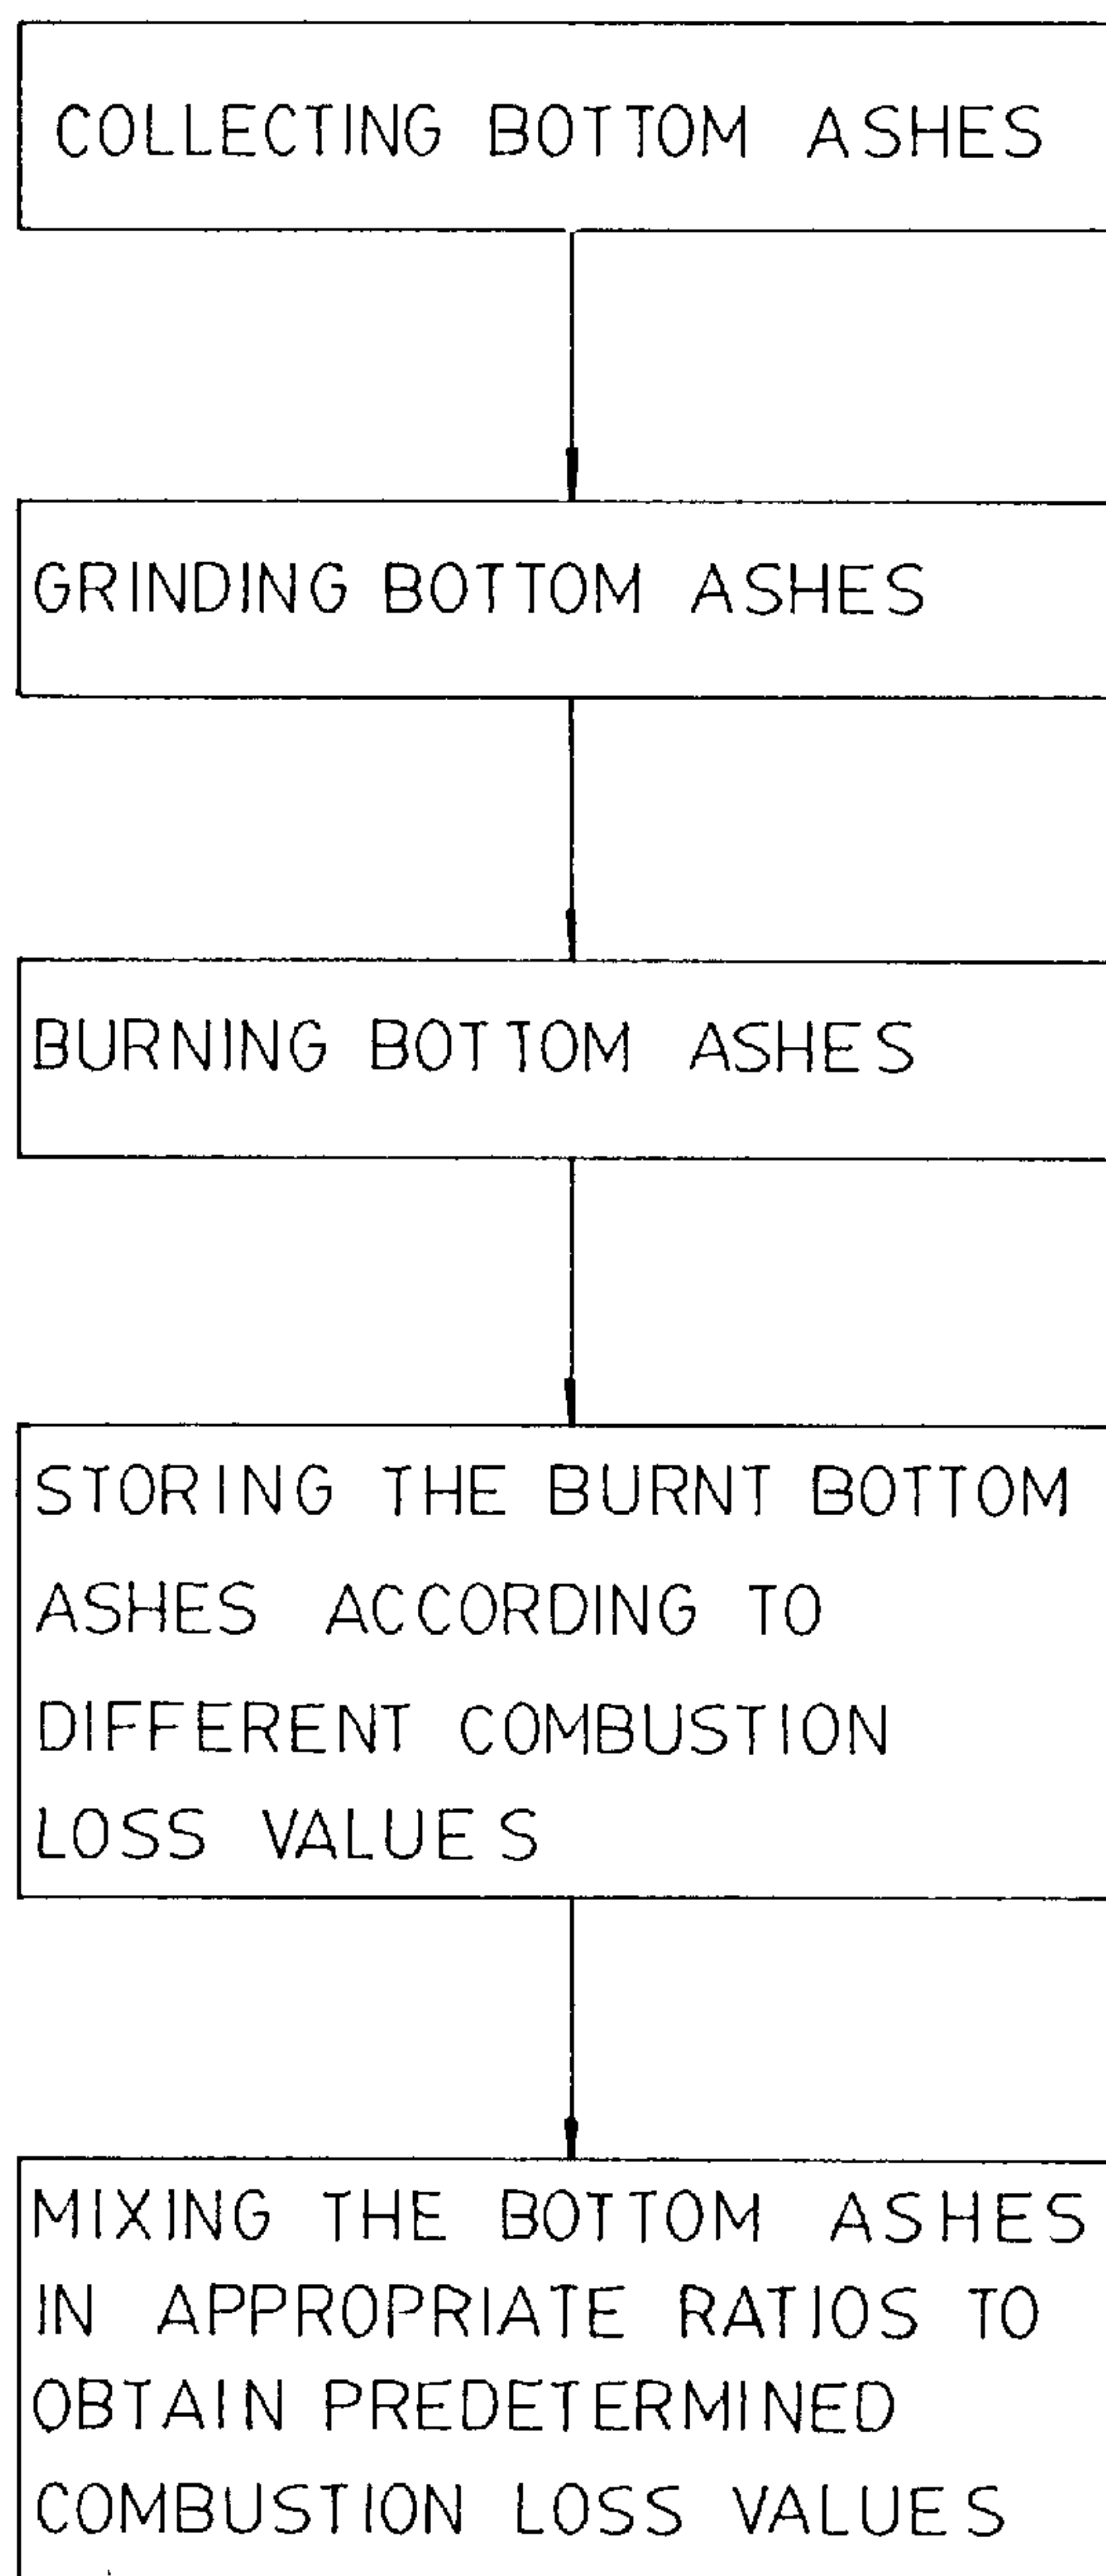 COLLECTING BOTTOM ASHES
GRINDING BOTTOM ASHES
BURNING BOTTOM ASHES
STORING THE BURNT BOTTOM
ASHES ACCORDING TO
DIFFERENT COMBUSTION
LOSS VALUES
MIXING THE BOTTOM ASHES
IN APPROPRIATE RATIOS TO
OBTAIN PREDETERMINED
COMBUSTION LOSS VALUES